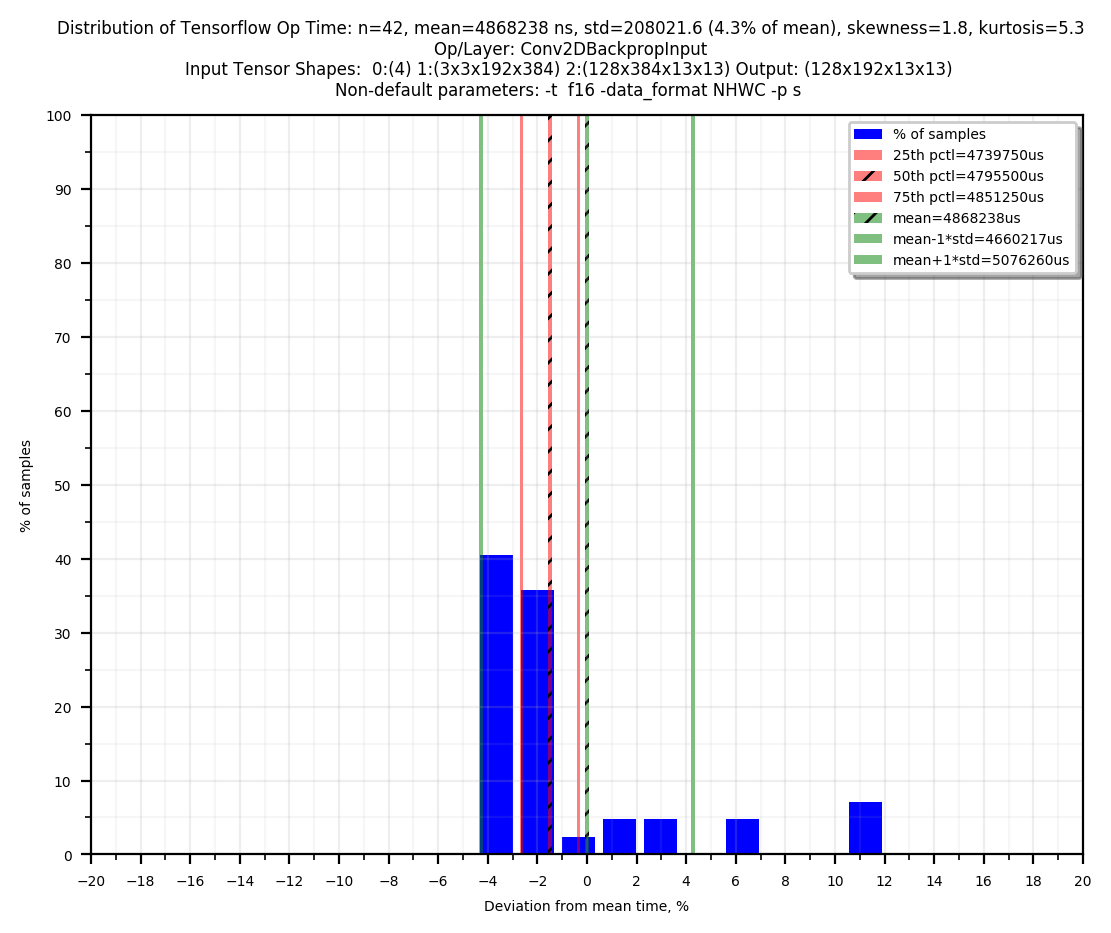 Distribution of Tensorflow Op Time: n=42, mean=4868238 ns, std=208021.6 (4.3% of mean), skewness=1.8, kurtosis=5.3
Op/Layer: Conv2DBackpropInput
Input Tensor Shapes:  0:(4) 1:(3x3x192x384) 2:(128x384x13x13) Output: (128x192x13x13)
Non-default parameters: -t  f16 -data_format NHWC -p s
100
90
80
70
60
50
40
30
20
10
0
% of samples
% of samples
25th pctl=4739750us
50th pctl=4795500us
75th pctl=4851250us
mean=4868238us
mean-1*std=4660217us
mean+1*std=5076260us
−20 −18 −16 −14 −12 −10 −8 −6 −4 −2 0 2 4 6 8 10 12 14 16 18 20
Deviation from mean time, %